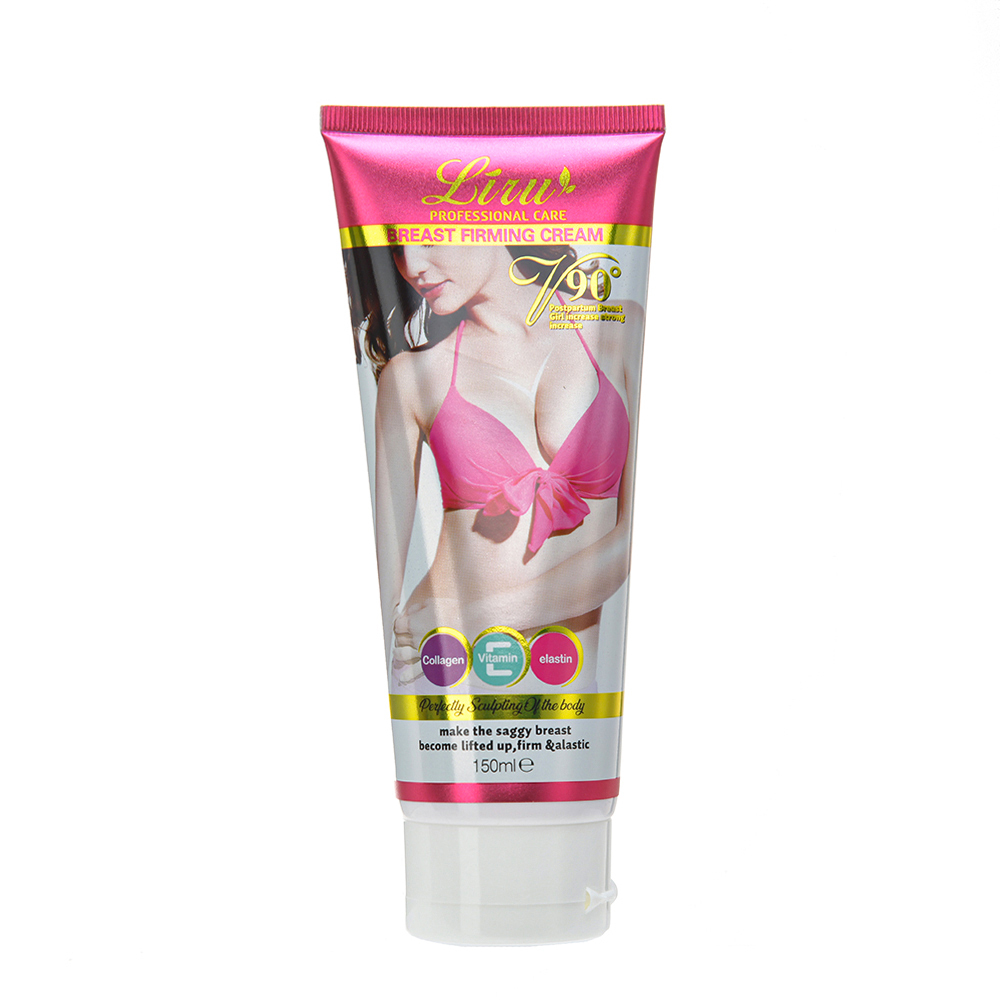 Liru
PROFESSIONAL CARE
BREAST FIRMING CREAM
V90°
Postpartum Breast
Girl increase strong
increase
Collagen
Vitamin
E
elastin
Perfectly Sculpting Of the body
make the saggy breast
become lifted up,firm &alastic
150ml℮